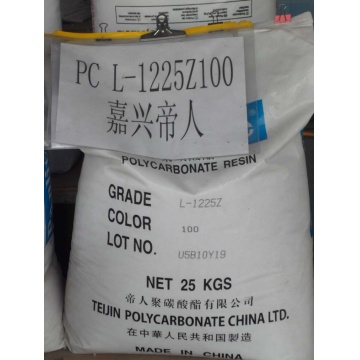 PC L-1225Z100
嘉兴帝人
POLYCARBONATE RESIN
GRADE L-1225Z
COLOR 100
LOT NO. U5B10Y19
NET 25 KGS
帝人聚碳酸酯有限公司
TEIJIN POLYCARBONATE CHINA LTD.
在中華人民共和国製造
MADE IN CHINA